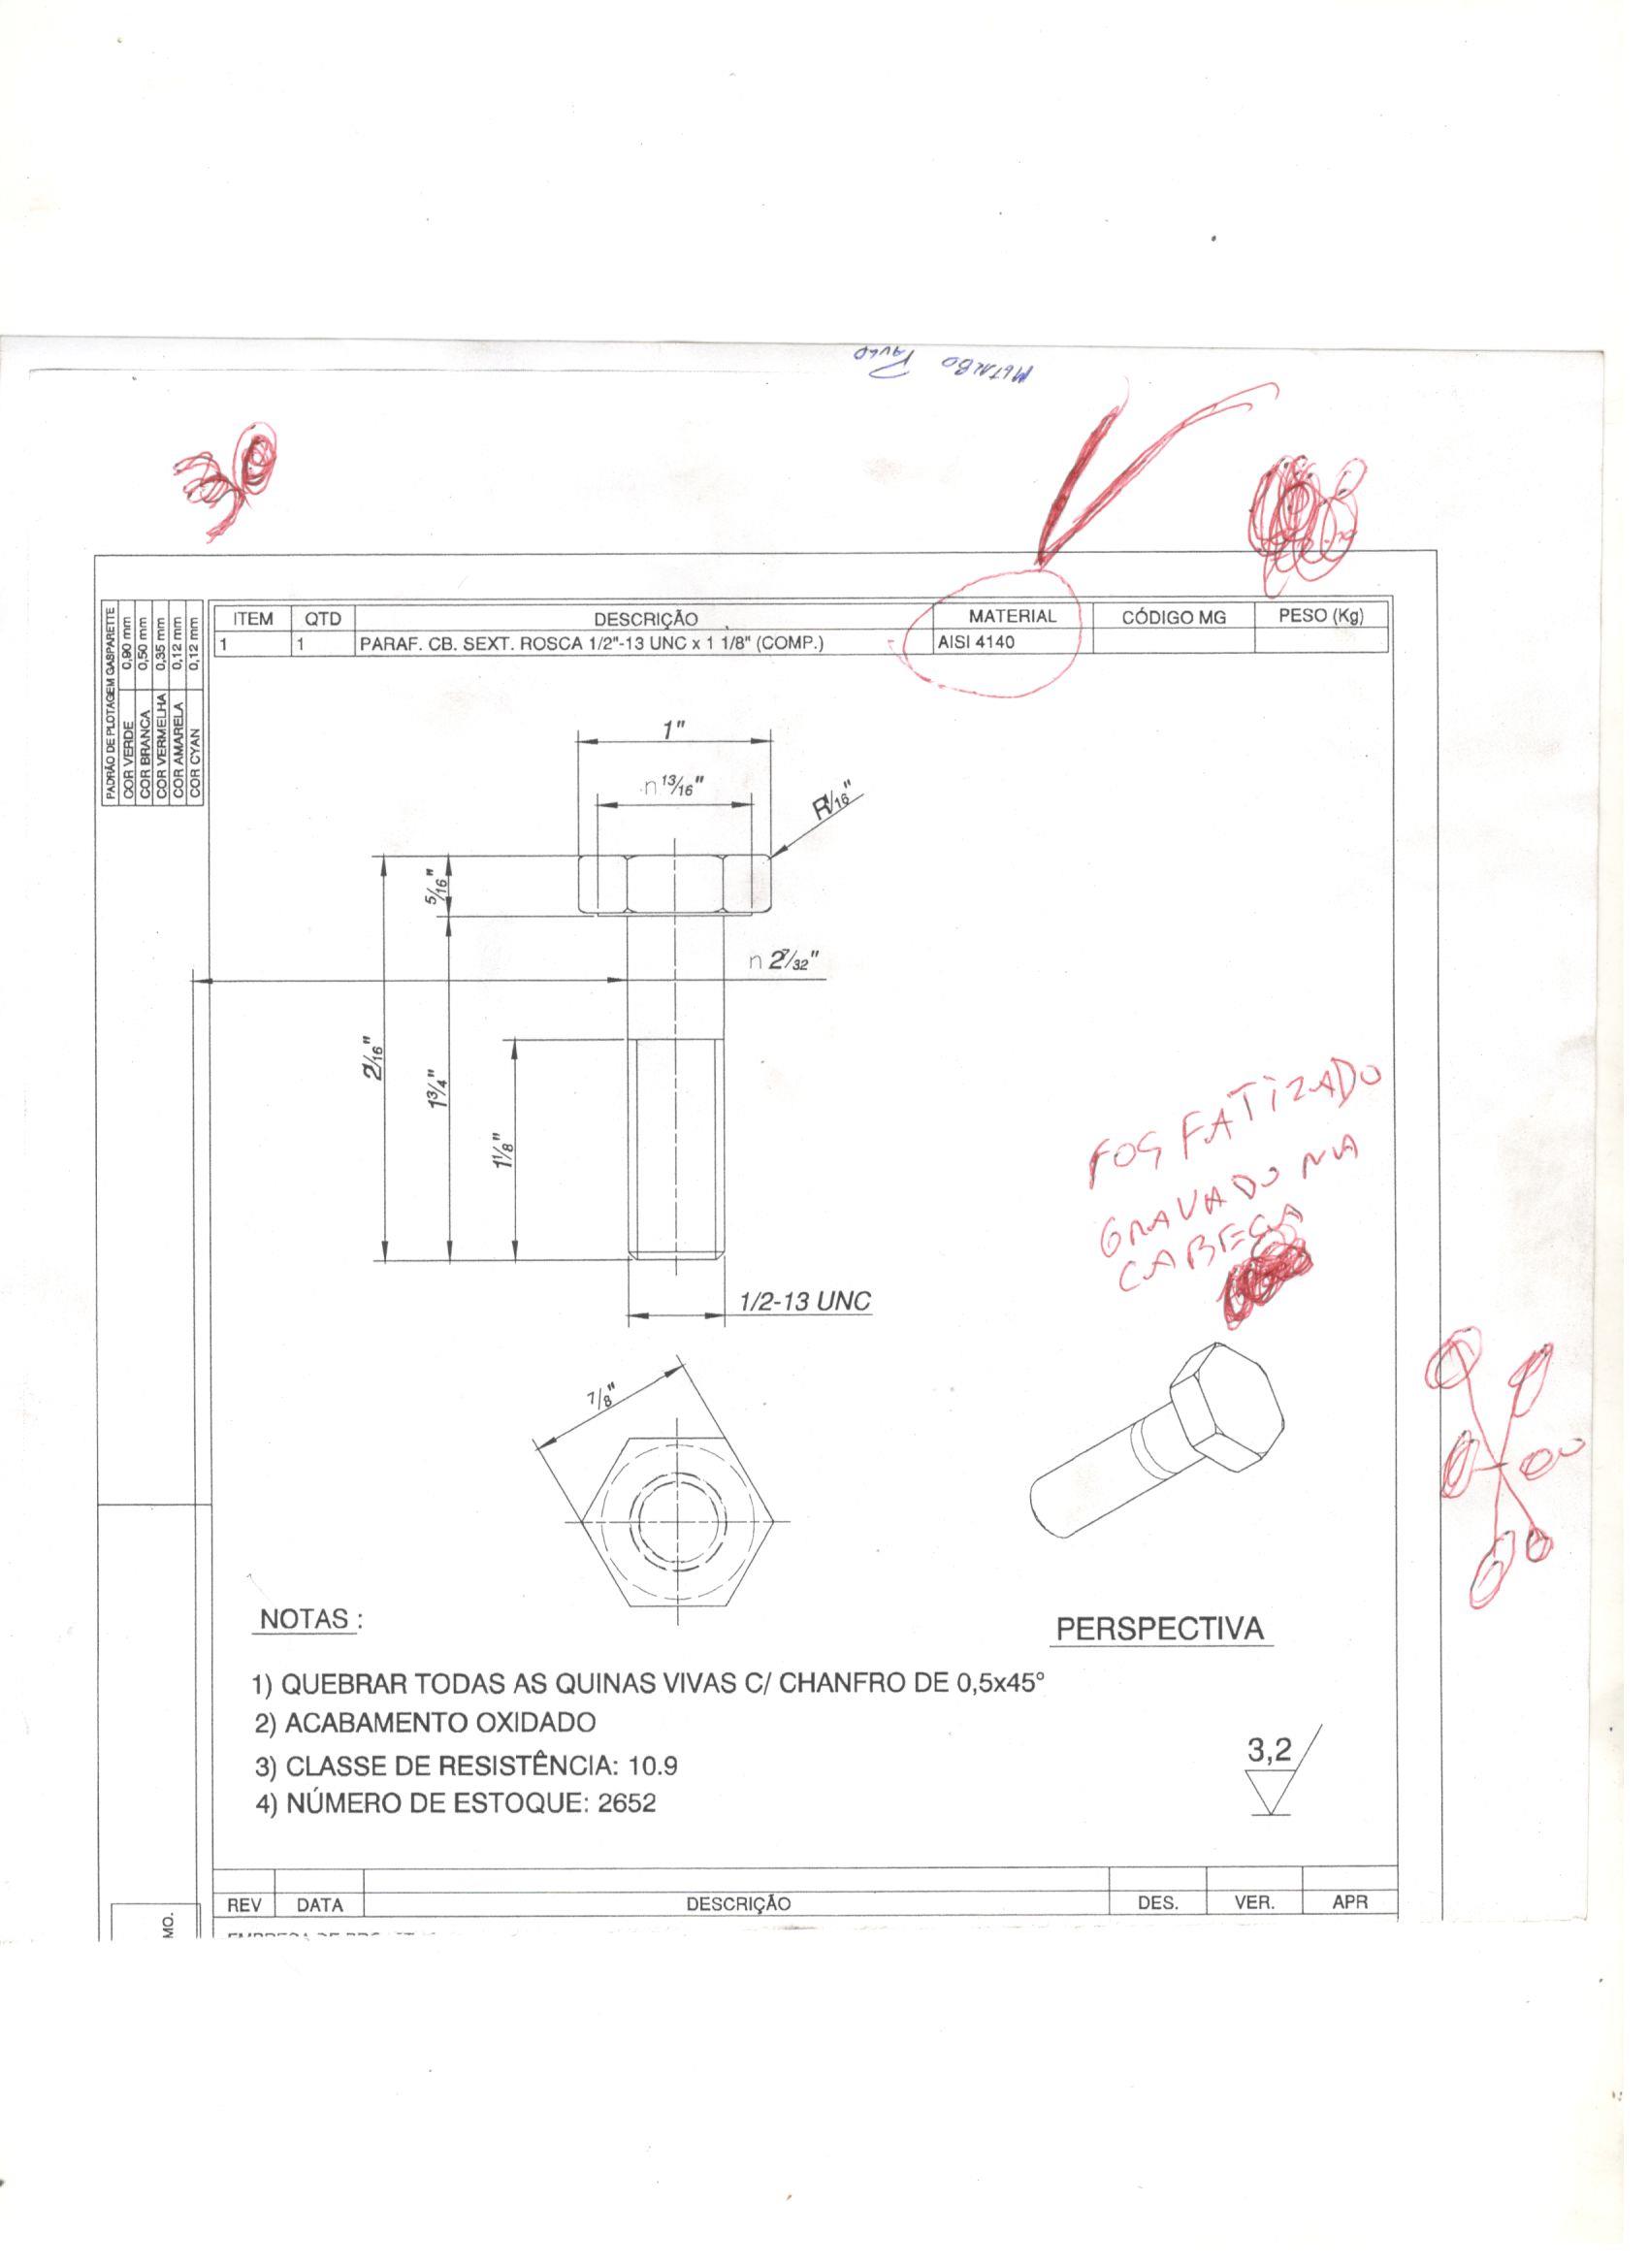 METALBO PAULO
ITEM QTD DESCRIÇÃO MATERIAL CÓDIGO MG PESO (Kg)
1 1 PARAF. CB. SEXT. ROSCA 1/2"-13 UNC x 1 1/8" (COMP.) AISI 4140
PADRÃO DE PLOTAGEM GASPARETTE
COR VERDE 0,90 mm
COR BRANCA 0,50 mm
COR VERMELHA 0,35 mm
COR AMARELA 0,12 mm
COR CYAN 0,12 mm
1"
n 13/16"
R1/16"
5/16"
n 27/32"
2 1/16"
1 3/4"
1 1/8"
1/2-13 UNC
FOSFATIZADO
GRAVADO NA
CABEÇA
7/8"
NOTAS :
PERSPECTIVA
1) QUEBRAR TODAS AS QUINAS VIVAS C/ CHANFRO DE 0,5x45°
2) ACABAMENTO OXIDADO
3) CLASSE DE RESISTÊNCIA: 10.9
4) NÚMERO DE ESTOQUE: 2652
3,2
REV DATA DESCRIÇÃO DES. VER. APR
MO.